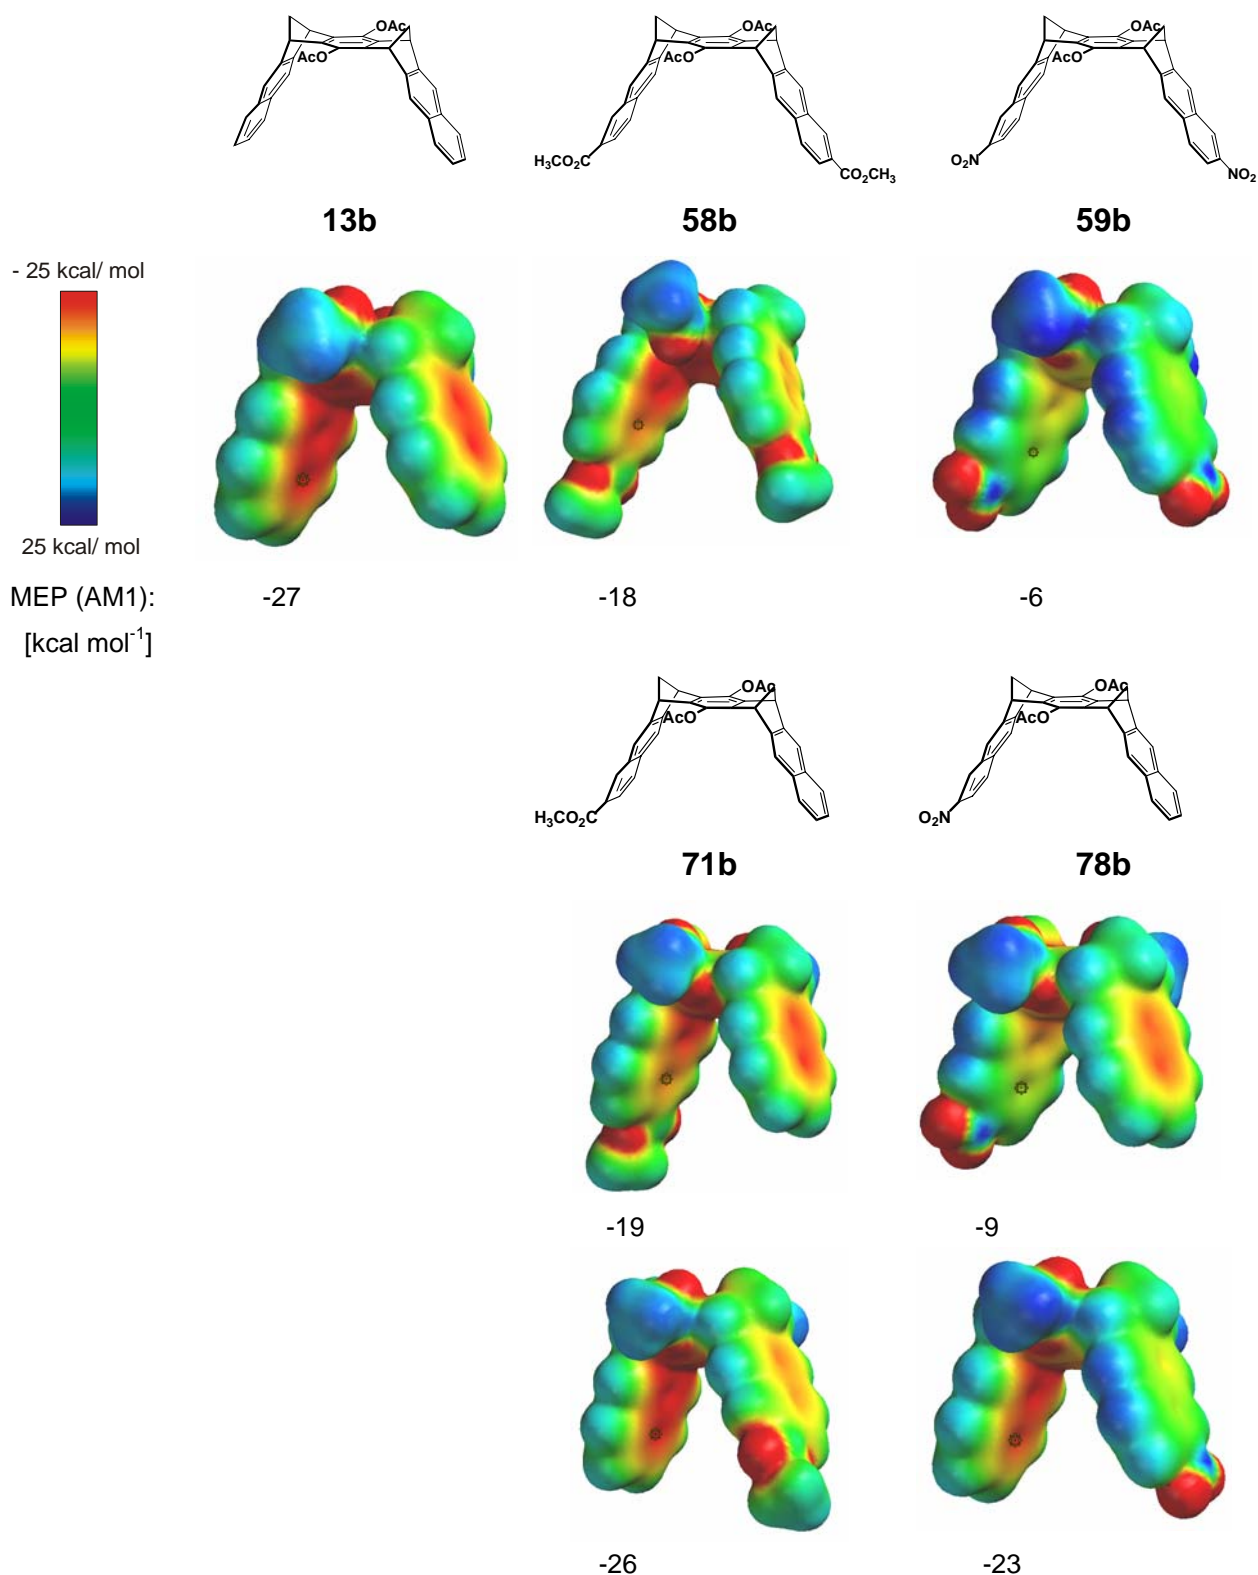 OAc
AcO
OAc
AcO
H₃CO₂C
CO₂CH₃
OAc
AcO
O₂N
NO₂
13b
58b
59b
- 25 kcal/ mol
25 kcal/ mol
MEP (AM1):
-27
-18
-6
[kcal mol⁻¹]
OAc
AcO
H₃CO₂C
OAc
AcO
O₂N
71b
78b
-19
-9
-26
-23